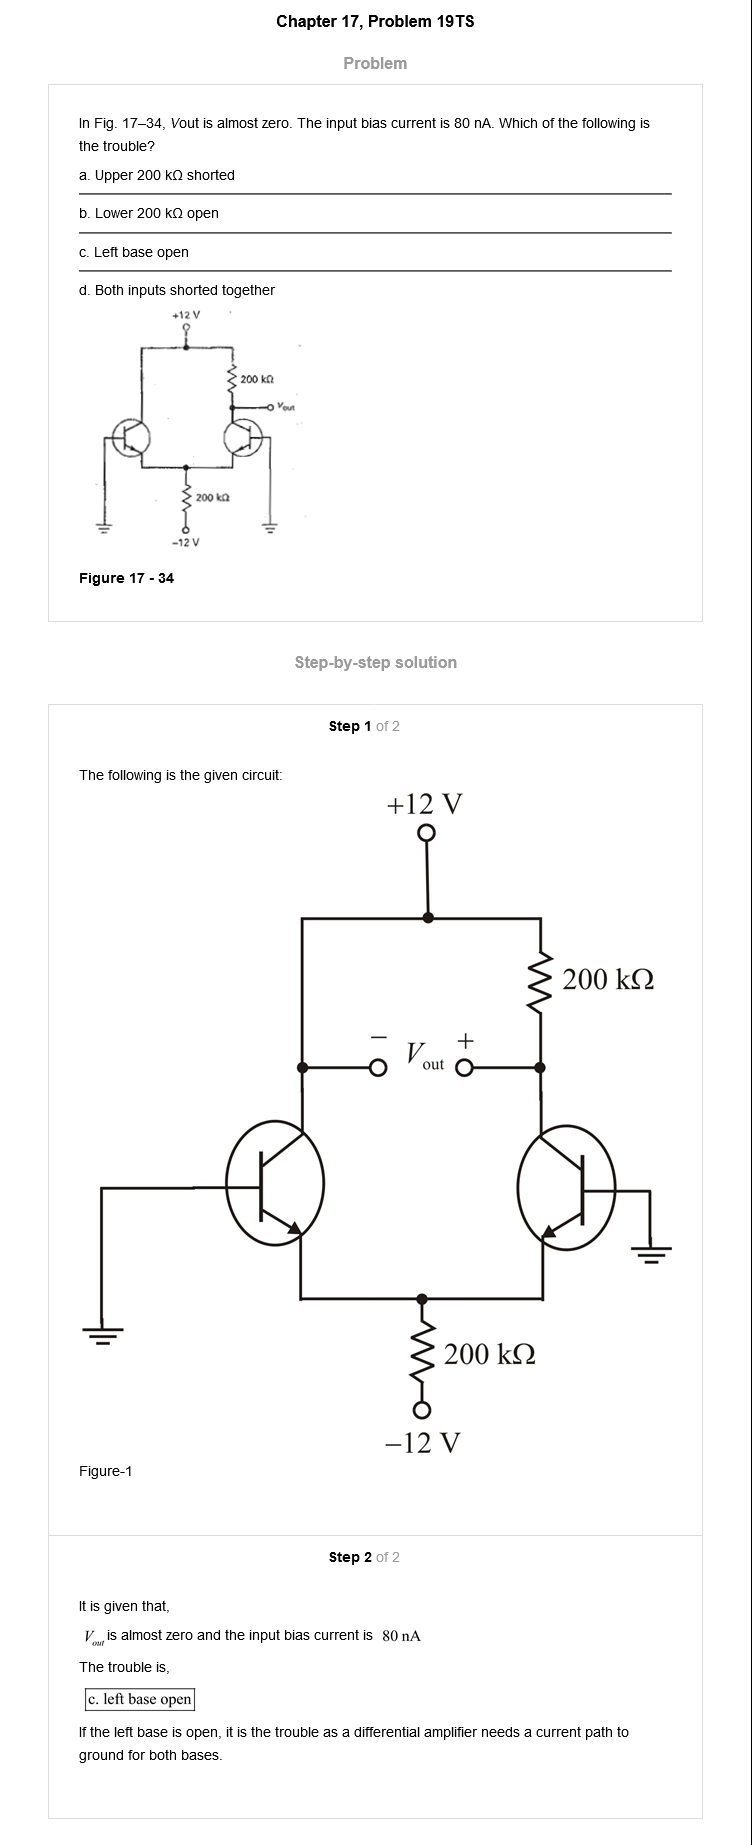 Chapter 17, Problem 19TS
Problem
In Fig. 17–34, Vout is almost zero. The input bias current is 80 nA. Which of the following is
the trouble?
a. Upper 200 kΩ shorted
b. Lower 200 kΩ open
c. Left base open
d. Both inputs shorted together
+12 V
200 kΩ
Vout
200 kΩ
−12 V
Figure 17 - 34
Step-by-step solution
Step 1 of 2
The following is the given circuit:
+12 V
200 kΩ
− Vout +
200 kΩ
−12 V
Figure-1
Step 2 of 2
It is given that,
Vout is almost zero and the input bias current is 80 nA
The trouble is,
c. left base open
If the left base is open, it is the trouble as a differential amplifier needs a current path to
ground for both bases.